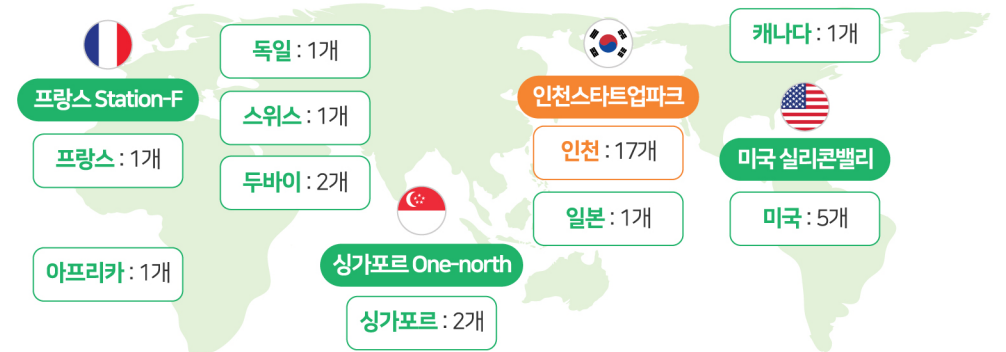 프랑스 Station-F
프랑스 : 1개
아프리카 : 1개
독일 : 1개
스위스 : 1개
두바이 : 2개
싱가포르 One-north
싱가포르 : 2개
인천스타트업파크
인천 : 17개
일본 : 1개
캐나다 : 1개
미국 실리콘밸리
미국 : 5개